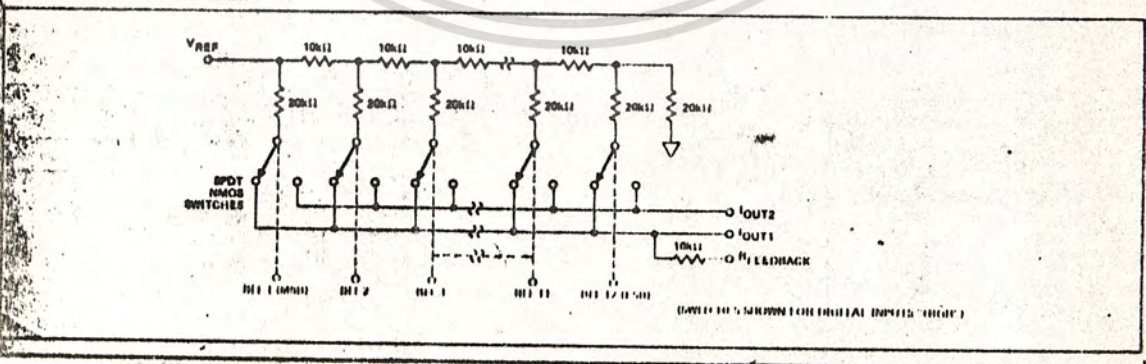 VREF
10kΩ 10kΩ 10kΩ 10kΩ
20kΩ 20kΩ 20kΩ 20kΩ 20kΩ 20kΩ
SPDT
NMOS
SWITCHES
IOUT2
IOUT1
10kΩ
RFEEDBACK
BIT 1 (MSB) BIT 2 BIT 3 BIT 11 BIT 12 (LSB)
(SWITCHES SHOWN FOR DIGITAL INPUTS "HIGH")